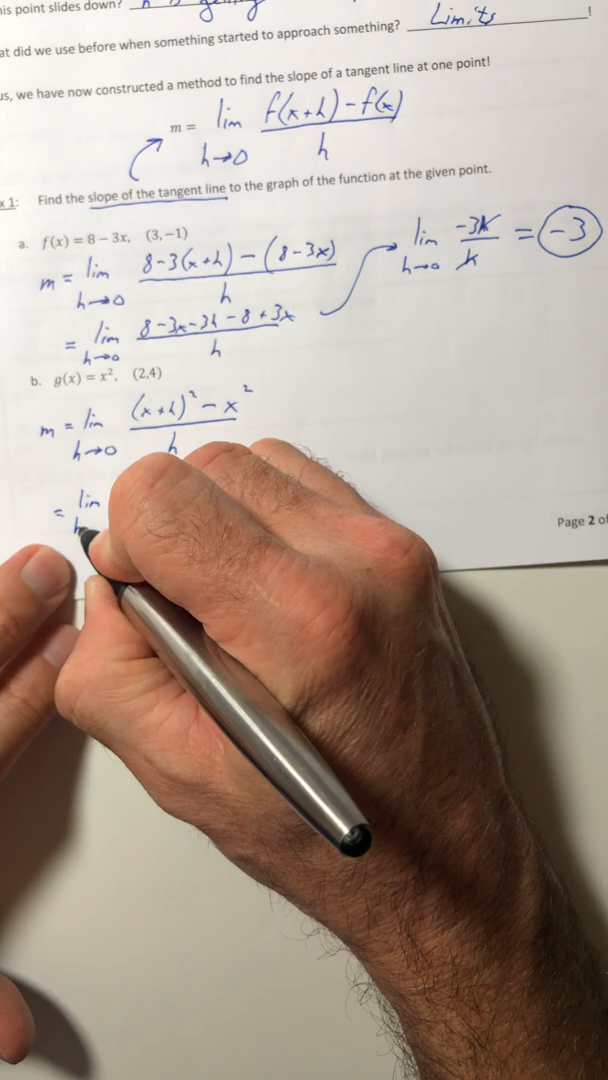 his point slides down?
at did we use before when something started to approach something? Limits !
us, we have now constructed a method to find the slope of a tangent line at one point!
m = lim h→0 f(x+h) − f(x) / h
x 1: Find the slope of the tangent line to the graph of the function at the given point.
a. f(x) = 8 − 3x, (3,−1)
m = lim h→0 8−3(x+h) − (8−3x) / h
= lim h→0 8−3x−3h−8+3x / h
lim h→0 −3h / h = −3
b. g(x) = x², (2,4)
m = lim h→0 (x+h)² − x² / h
= lim h
Page 2 of